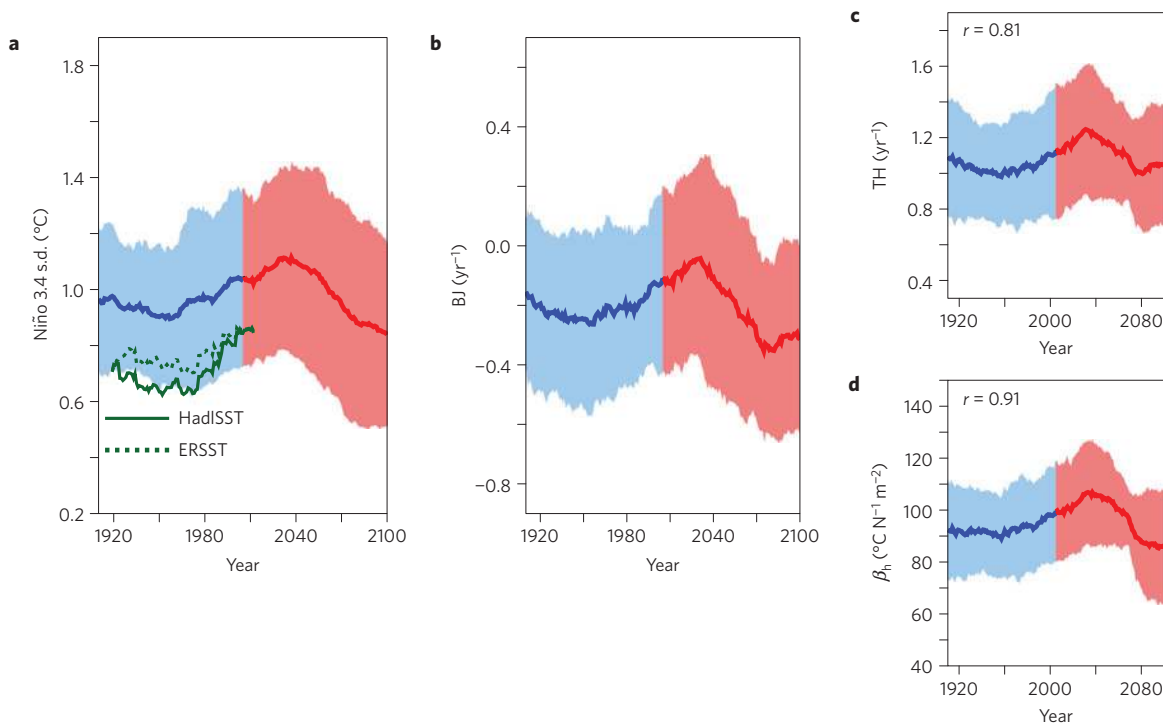 a
Niño 3.4 s.d. (°C)
1.8
1.4
1.0
0.6
0.2
HadISST
ERSST
1920 1980 2040 2100
Year
b
BJ (yr⁻¹)
0.4
0.0
−0.4
−0.8
1920 1980 2040 2100
Year
c
r = 0.81
TH (yr⁻¹)
1.6
1.2
0.8
0.4
1920 2000 2080
Year
d
r = 0.91
βₕ (°C N⁻¹ m⁻²)
140
120
100
80
60
40
1920 2000 2080
Year